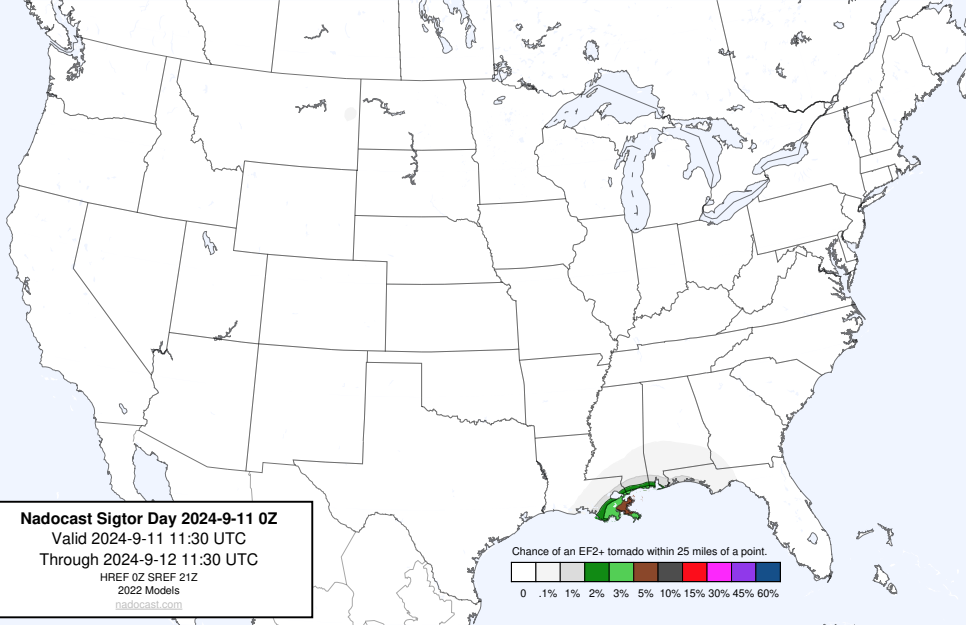 Nadocast Sigtor Day 2024-9-11 0Z
Valid 2024-9-11 11:30 UTC
Through 2024-9-12 11:30 UTC
HREF 0Z SREF 21Z
2022 Models
nadocast.com
Chance of an EF2+ tornado within 25 miles of a point.
0 .1% 1% 2% 3% 5% 10% 15% 30% 45% 60%